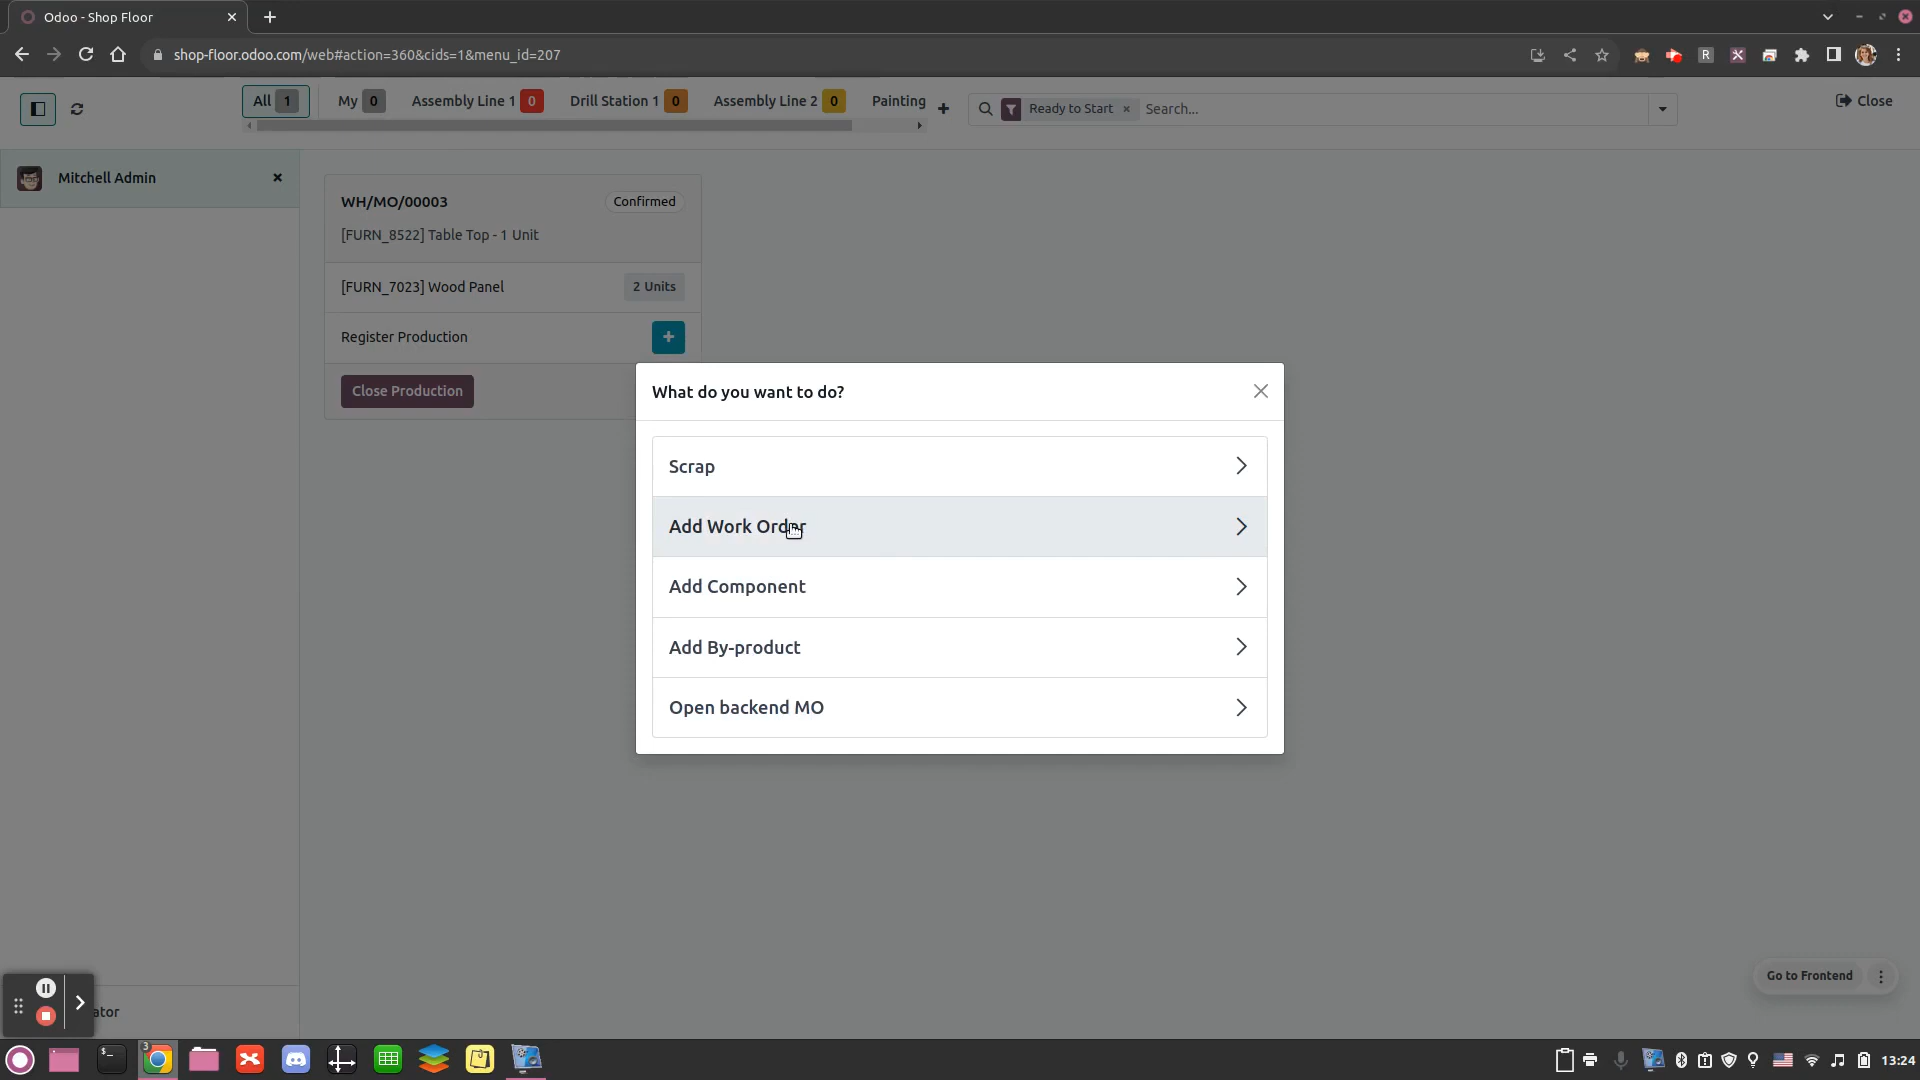 Odoo - Shop Floor
shop-floor.odoo.com/web#action=360&cids=1&menu_id=207
R
All 1
My 0
Assembly Line 1 0
Drill Station 1 0
Assembly Line 2 0
Painting
Ready to Start
Search...
Close
Mitchell Admin
WH/MO/00003
Confirmed
[FURN_8522] Table Top - 1 Unit
[FURN_7023] Wood Panel
2 Units
Register Production
Close Production
What do you want to do?
Scrap
Add Work Order
Add Component
Add By-product
Open backend MO
Go to Frontend
ator
3
13:24